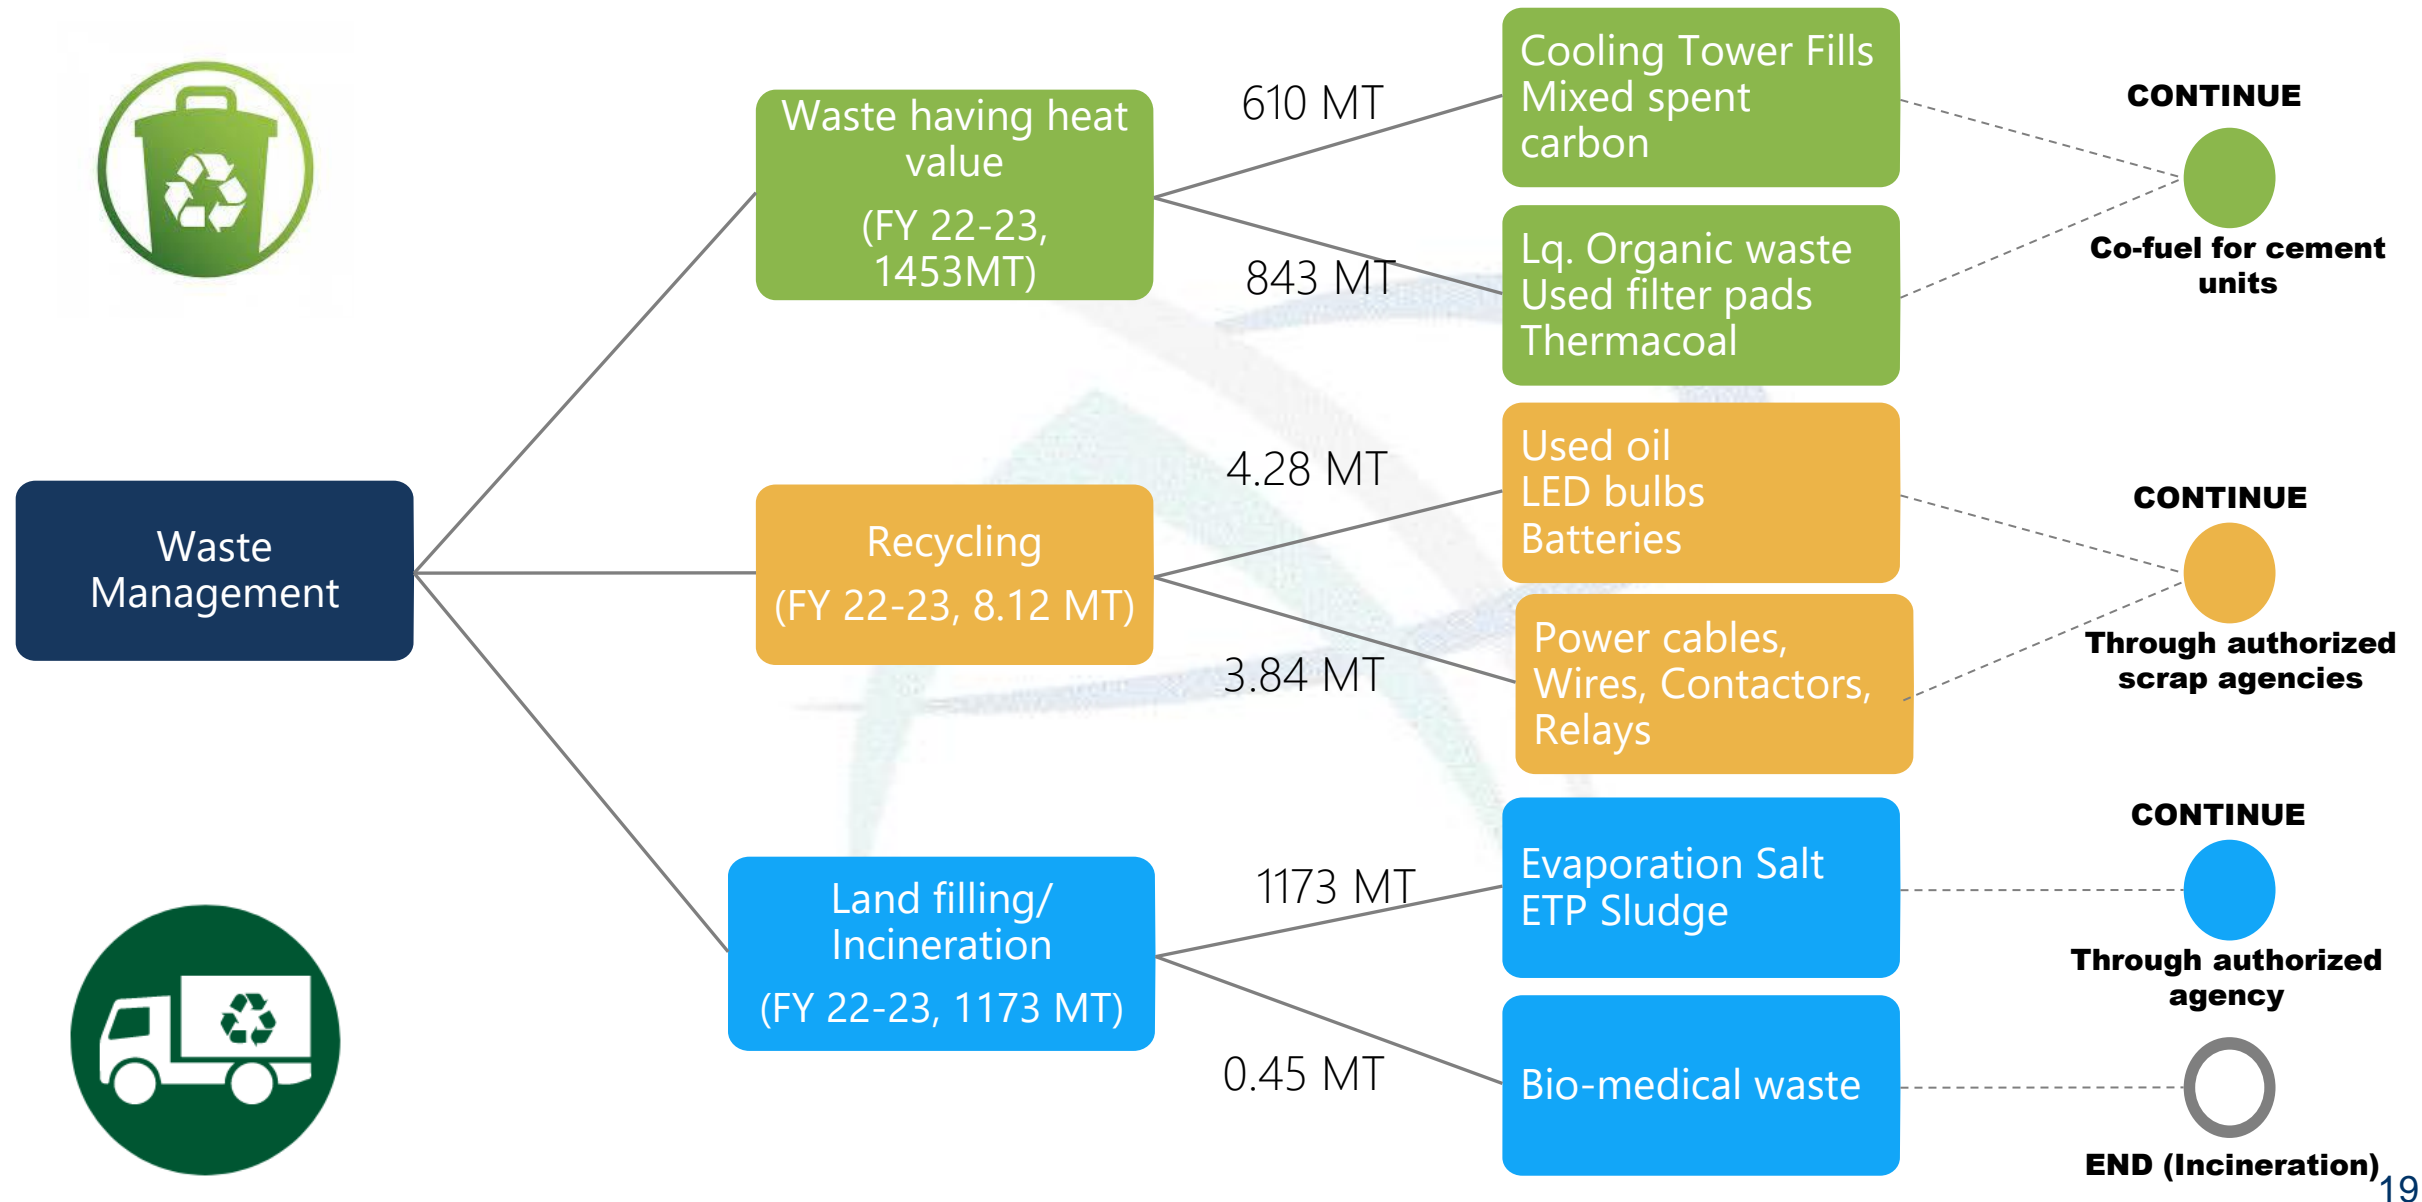 Waste
Management
Waste having heat
value
(FY 22-23,
1453MT)
610 MT
843 MT
Cooling Tower Fills
Mixed spent
carbon
Lq. Organic waste
Used filter pads
Thermacoal
CONTINUE
Co-fuel for cement
units
Recycling
(FY 22-23, 8.12 MT)
4.28 MT
3.84 MT
Used oil
LED bulbs
Batteries
Power cables,
Wires, Contactors,
Relays
CONTINUE
Through authorized
scrap agencies
Land filling/
Incineration
(FY 22-23, 1173 MT)
1173 MT
0.45 MT
Evaporation Salt
ETP Sludge
Bio-medical waste
CONTINUE
Through authorized
agency
END (Incineration)
19